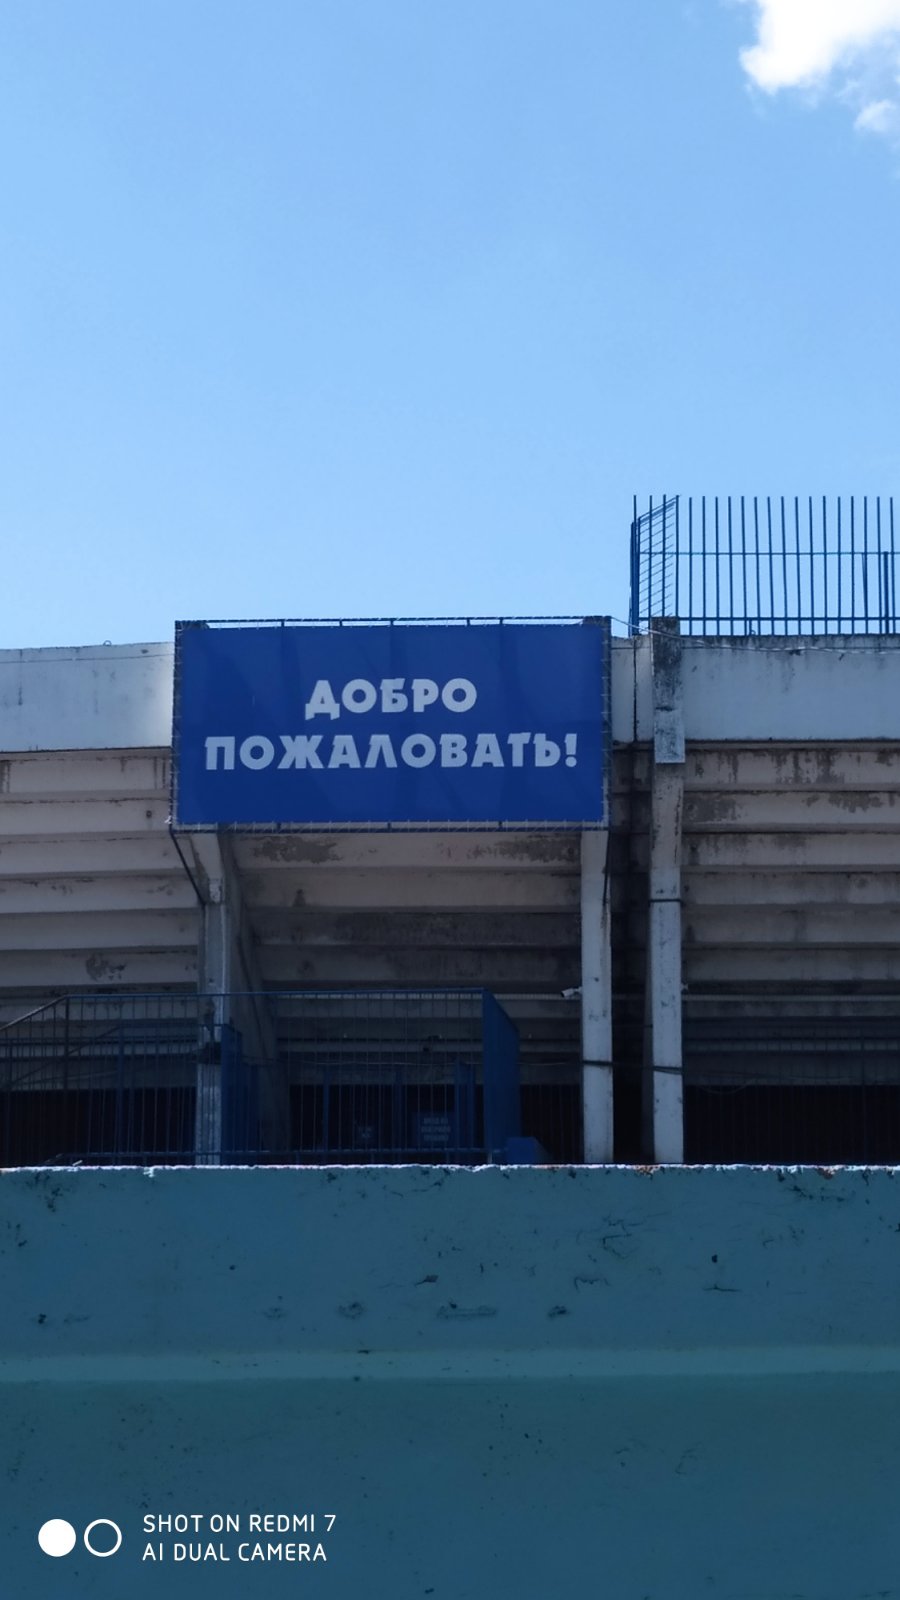 ДОБРО
ПОЖАЛОВАТЬ!
SHOT ON REDMI 7
AI DUAL CAMERA